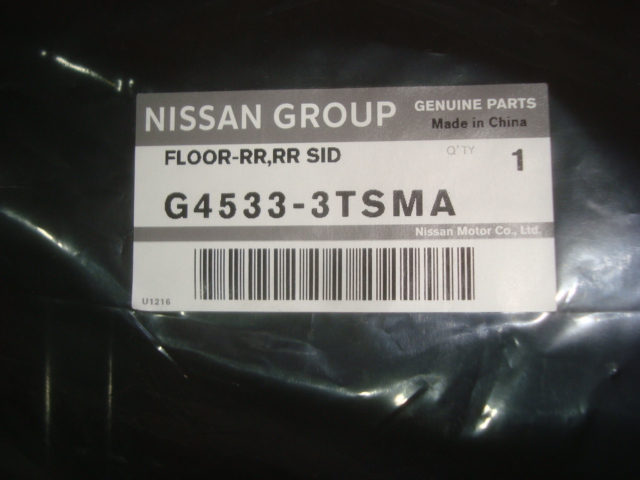 NISSAN GROUP
GENUINE PARTS
Made in China
FLOOR-RR,RR SID
Q'TY
1
G4533-3TSMA
Nissan Motor Co., Ltd.
U1216